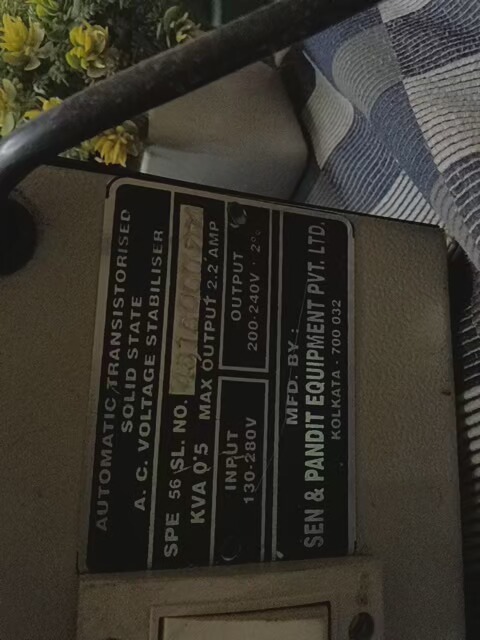 AUTOMATIC TRANSISTORISED
SOLID STATE
A. C. VOLTAGE STABILISER
SPE 56 SL. NO.
KVA 0.5 MAX OUTPUT 2.2 AMP
INPUT
130-280V
OUTPUT
200-240V
MFD. BY :
SEN & PANDIT EQUIPMENT PVT. LTD.
KOLKATA - 700 032